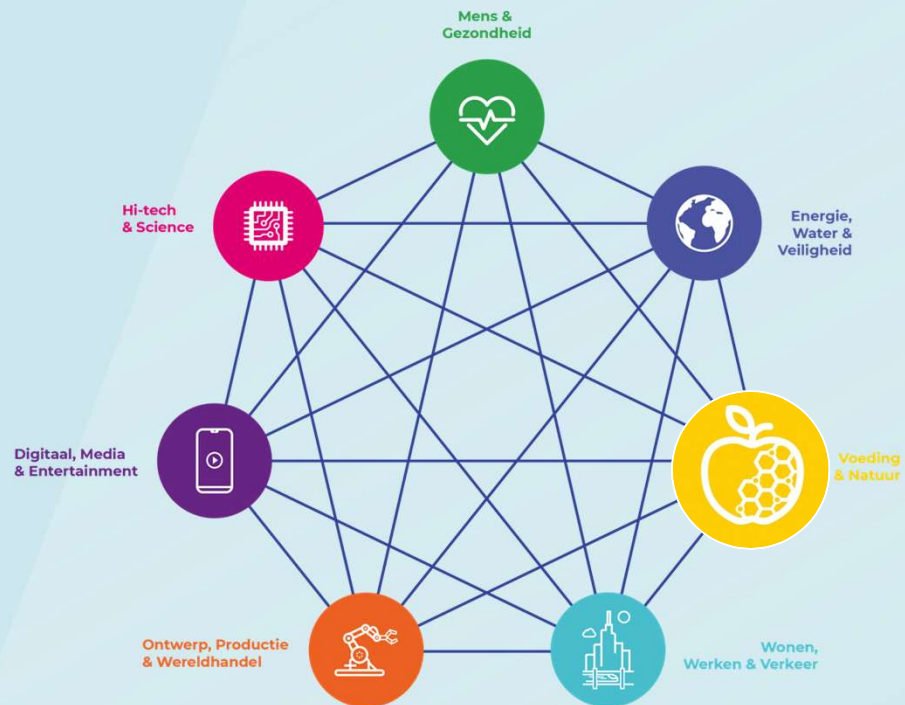 Mens &
Gezondheid
Hi-tech
& Science
Energie,
Water &
Veiligheid
Digitaal, Media
& Entertainment
Voeding
& Natuur
Ontwerp, Productie
& Wereldhandel
Wonen,
Werken & Verkeer